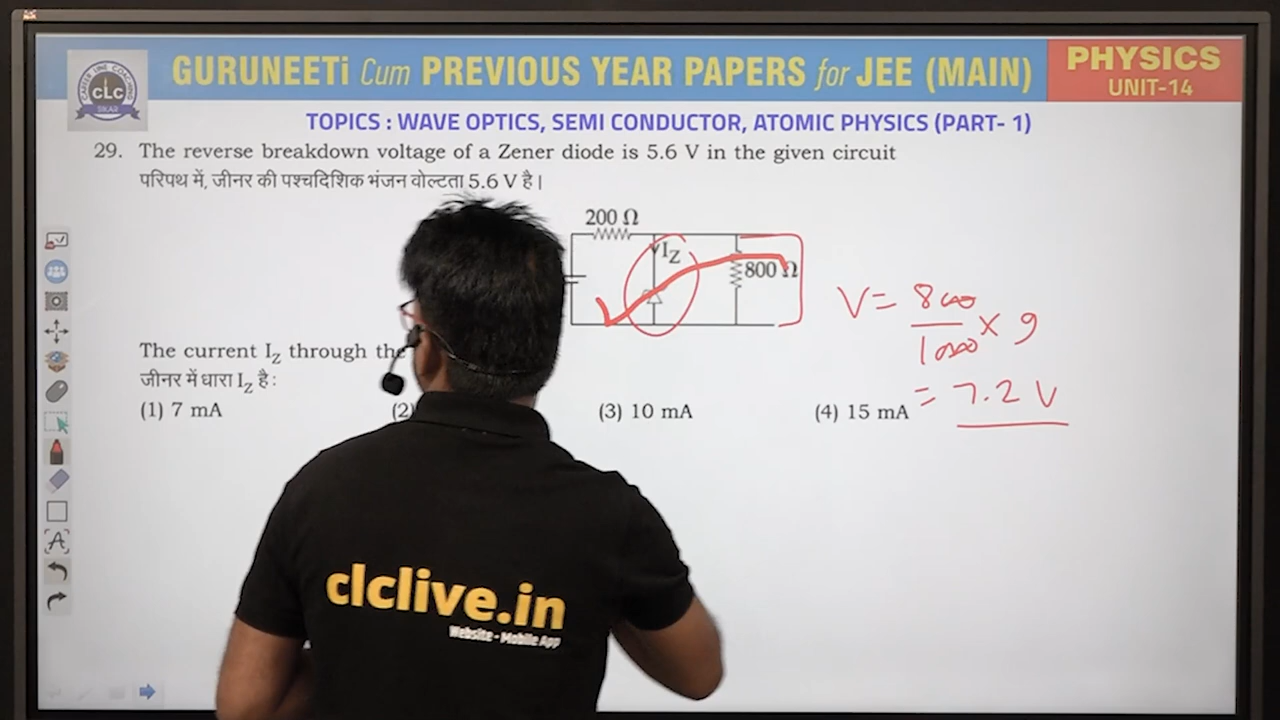 GURUNEETi Cum PREVIOUS YEAR PAPERS for JEE (MAIN)
PHYSICS
UNIT-14
CLC
SIKAR
TOPICS : WAVE OPTICS, SEMI CONDUCTOR, ATOMIC PHYSICS (PART- 1)
29. The reverse breakdown voltage of a Zener diode is 5.6 V in the given circuit
परिपथ में, जीनर की पश्चदिशिक भंजन वोल्टता 5.6 V है।
200 Ω
IZ
800 Ω
V = 800/1000 × 9
= 7.2 V
The current IZ through the
जीनर में धारा IZ है :
(1) 7 mA (2) (3) 10 mA (4) 15 mA
clclive.in
Website - Mobile App